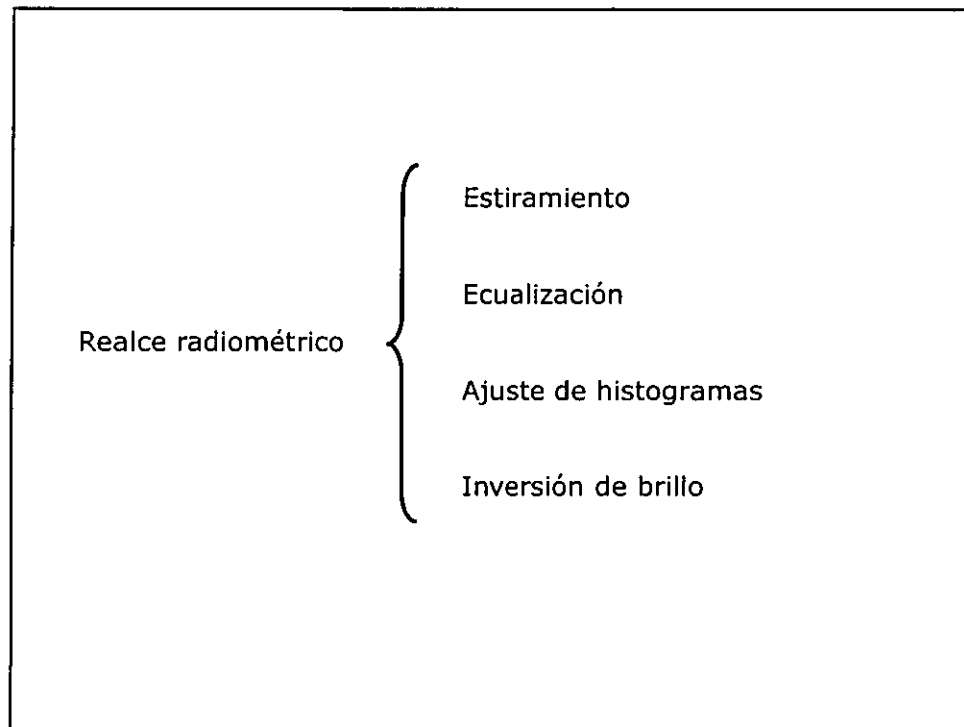 Realce radiométrico
Estiramiento
Ecualización
Ajuste de histogramas
Inversión de brillo